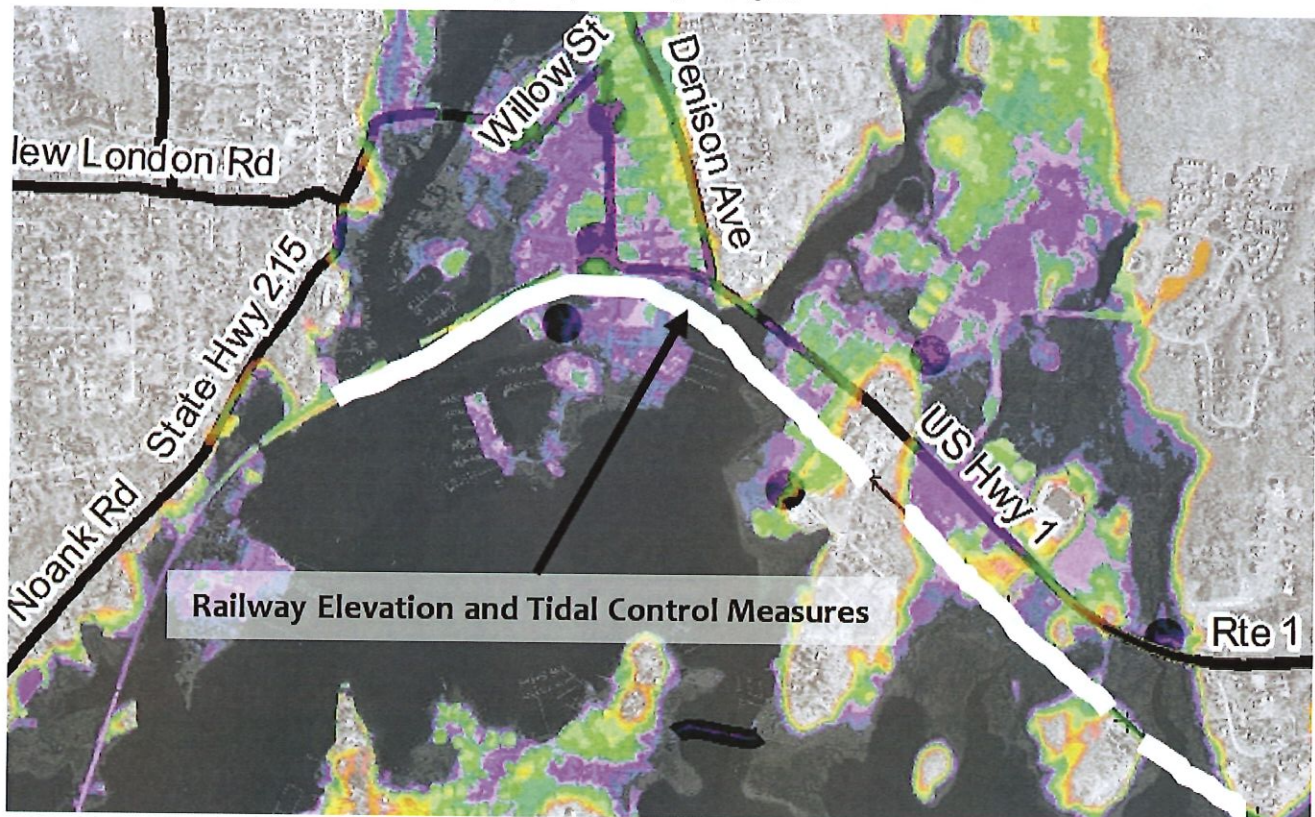 Willow St
Denison Ave
lew London Rd
State Hwy 215
US Hwy 1
Noank Rd
Railway Elevation and Tidal Control Measures
Rte 1